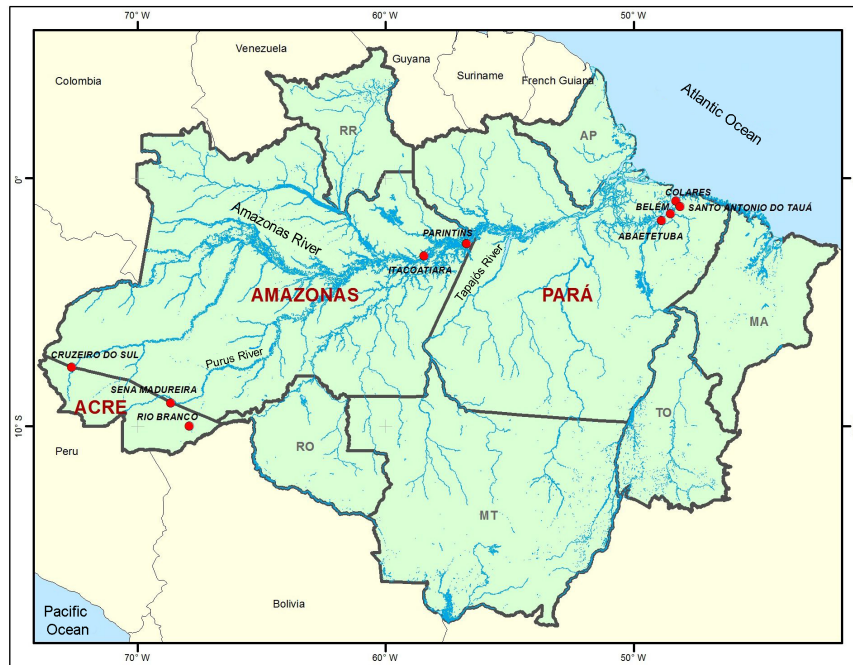 70° W
60° W
50° W
Venezuela
Guyana
Colombia
Suriname
French Guiana
Atlantic Ocean
RR
AP
0°
0°
COLARES
BELÉM
SANTO ANTONIO DO TAUÁ
Amazonas River
PARINTINS
ABAETETUBA
ITACOATIARA
Tapajós River
AMAZONAS
PARÁ
MA
CRUZEIRO DO SUL
Purus River
SENA MADUREIRA
ACRE
RIO BRANCO
TO
10° S
10° S
RO
Peru
MT
Bolivia
Pacific
Ocean
70° W
60° W
50° W